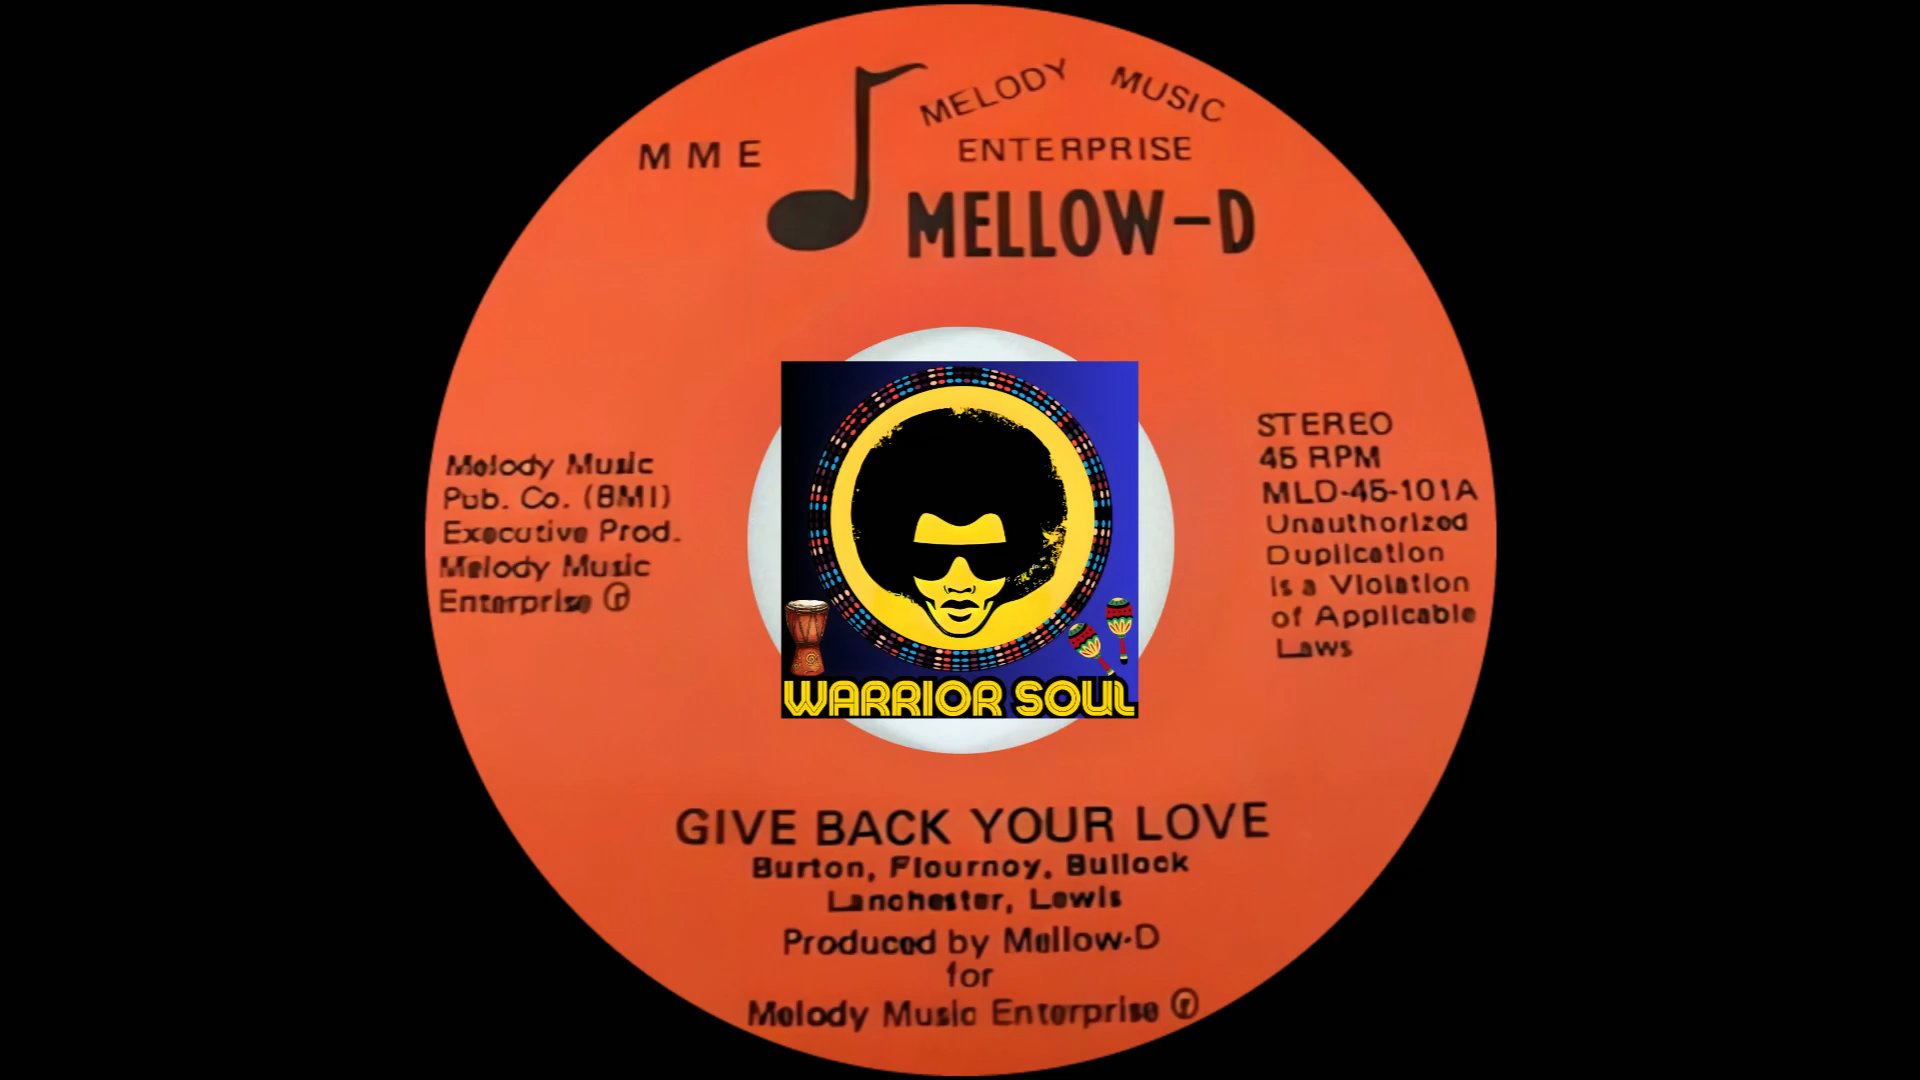 MELODY MUSIC
MME
ENTERPRISE
MELLOW-D
Melody Music
Pub. Co. (BMI)
Executive Prod.
Melody Music
Enterprise ℗
STEREO
45 RPM
MLD-45-101A
Unauthorized
Duplication
is a Violation
of Applicable
Laws
WARRIOR SOUL
GIVE BACK YOUR LOVE
Burton, Flournoy, Bullock
Lanchester, Lewis
Produced by Mellow-D
for
Melody Music Enterprise ℗